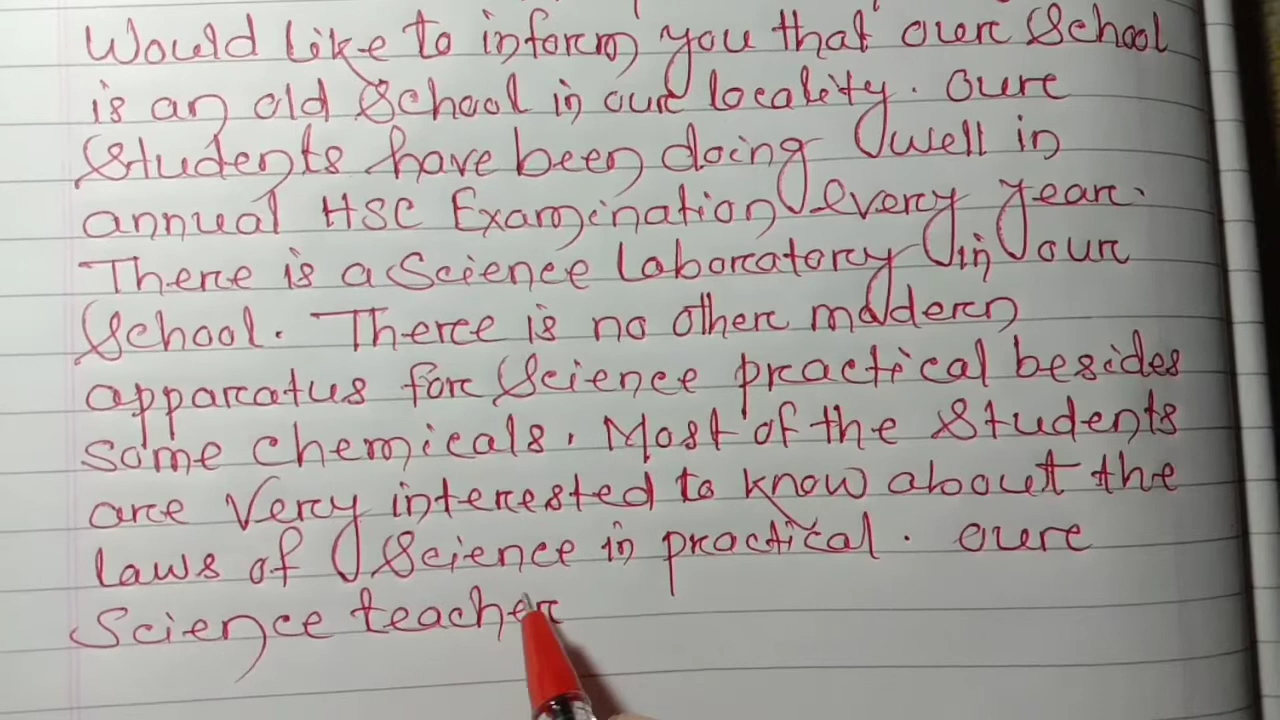 Would like to inform you that our School
is an old School in our locality. Our
Students have been doing well in
annual HSC Examination every year.
There is a Science Laboratory in our
School. There is no other modern
apparatus for Science practical besides
some chemicals. Most of the Students
are Very interested to know about the
laws of Science in practical. Our
Science teacher